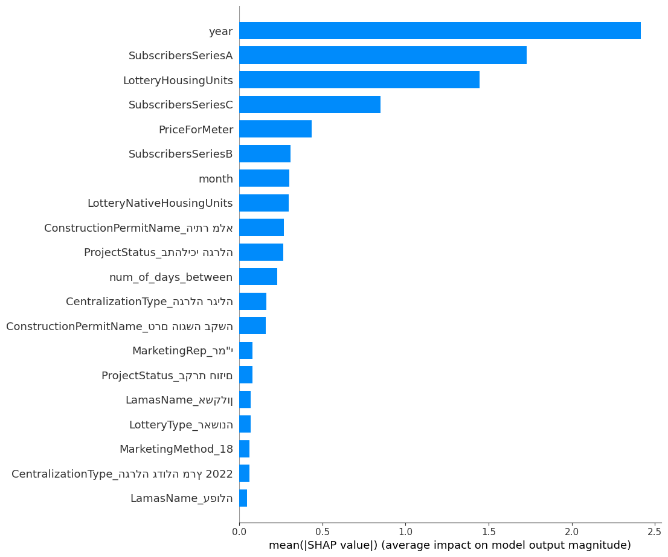 year
SubscribersSeriesA
LotteryHousingUnits
SubscribersSeriesC
PriceForMeter
SubscribersSeriesB
month
LotteryNativeHousingUnits
ConstructionPermitName_היתר מלא
ProjectStatus_בתהליכי הגרלה
num_of_days_between
CentralizationType_הגרלה רגילה
ConstructionPermitName_טרם הוגשה בקשה
MarketingRep_רמ"י
ProjectStatus_בקרת חוזים
LamasName_אשקלון
LotteryType_ראשונה
MarketingMethod_18
CentralizationType_הגרלה גדולה מרץ 2022
LamasName_עפולה
0.0 0.5 1.0 1.5 2.0 2.5
mean(|SHAP value|) (average impact on model output magnitude)